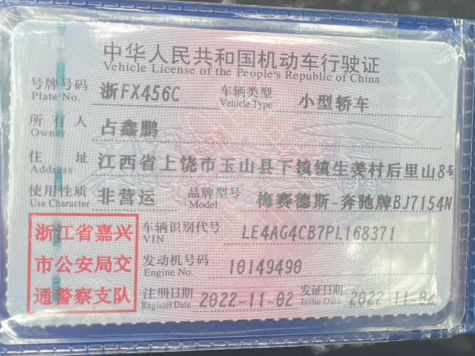 中华人民共和国机动车行驶证
Vehicle License of the People's Republic of China
号牌号码 浙FX456C 车辆类型 小型轿车
Plate No. Vehicle Type
所有人 占鑫鹏
Owner
住址 江西省上饶市玉山县下镇镇生姜村后里山8号
Address
使用性质 非营运 品牌型号 梅赛德斯-奔驰牌BJ7154N
Use Character Model
浙江省嘉兴 车辆识别代号 LE4AG4CB7PL168371
VIN
市公安局交 发动机号码 10149490
Engine No.
通警察支队 注册日期 2022-11-02 发证日期 2022-11-02
Register Date Issue Date